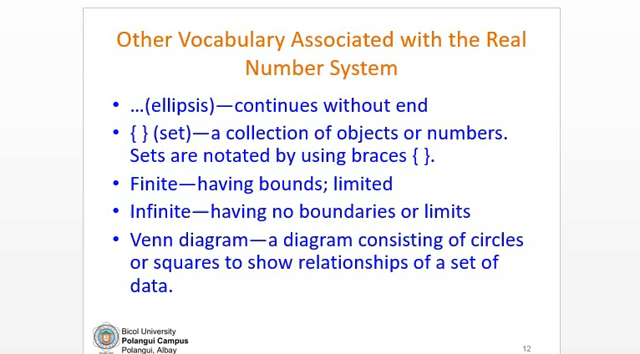 Other Vocabulary Associated with the Real
Number System
• ...(ellipsis)—continues without end
• { } (set)—a collection of objects or numbers.
Sets are notated by using braces { }.
• Finite—having bounds; limited
• Infinite—having no boundaries or limits
• Venn diagram—a diagram consisting of circles
or squares to show relationships of a set of
data.
Bicol University
Polangui Campus
Polangui, Albay
12